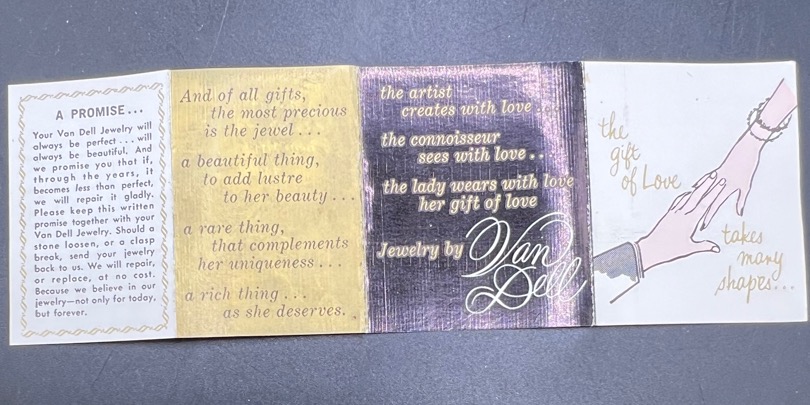 A PROMISE...
Your Van Dell Jewelry will
always be perfect...will
always be beautiful. And
we promise you that if,
through the years, it
becomes less than perfect,
we will repair it gladly.
Please keep this written
promise together with your
Van Dell Jewelry. Should a
stone loosen, or a clasp
break, send your jewelry
back to us. We will repair,
or replace, at no cost.
Because we believe in our
jewelry—not only for today,
but forever.
And of all gifts,
the most precious
is the jewel...
a beautiful thing,
to add lustre
to her beauty...
a rare thing,
that complements
her uniqueness...
a rich thing...
as she deserves.
the artist
creates with love...
the connoisseur
sees with love..
the lady wears with love
her gift of love
Jewelry by Van
Dell
the
gift
of Love
takes
many
shapes...